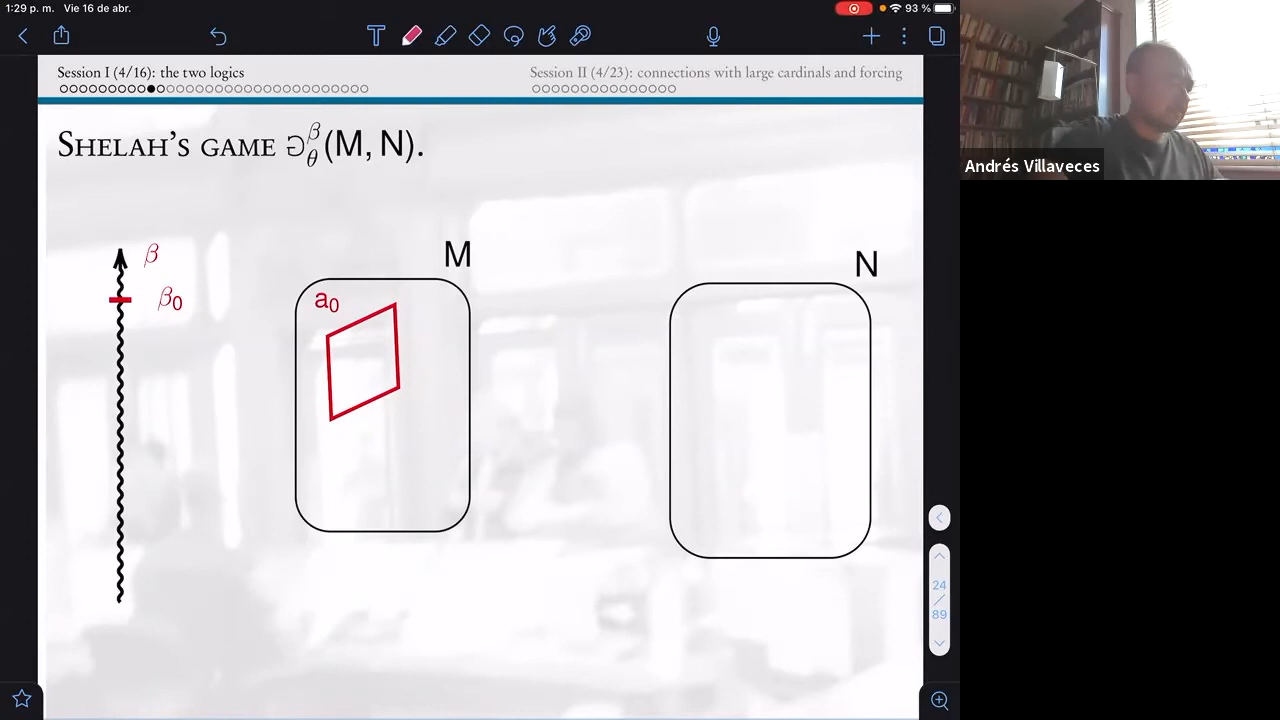 1:29 p. m. Vie 16 de abr.
93 %
Session I (4/16): the two logics
Session II (4/23): connections with large cardinals and forcing
SHELAH'S GAME ⅁^β_θ(M, N).
β
β₀
M
a₀
N
24
/
89
Andrés Villaveces